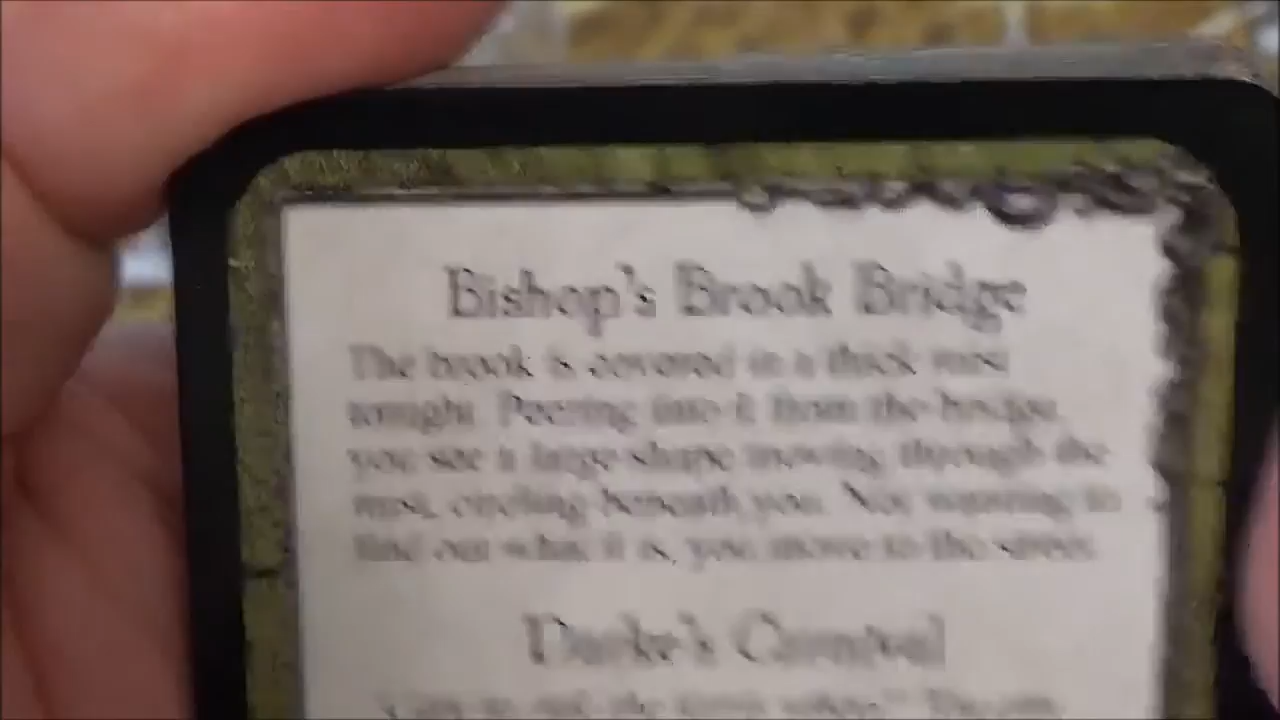 Bishop's Brook Bridge
The brook is covered in a thick mist
tonight. Peering into it from the bridge,
you see a large shape moving through the
mist, circling beneath you. Not wanting to
find out what it is, you move to the street.
Darke's Carnival